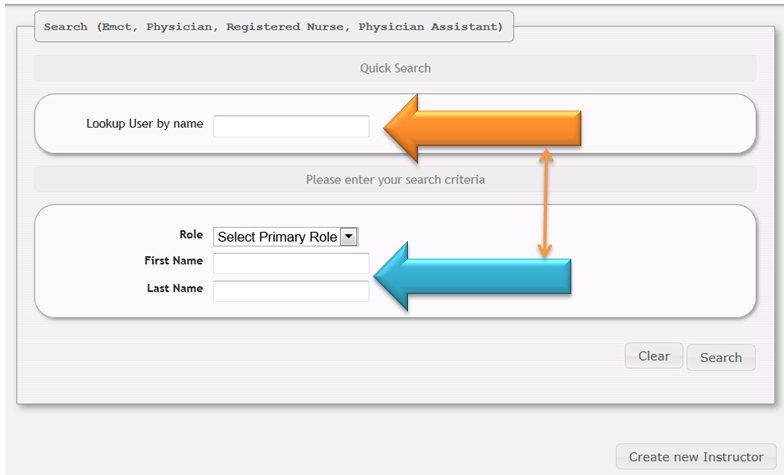 Search (Emct, Physician, Registered Nurse, Physician Assistant)
Quick Search
Lookup User by name
Please enter your search criteria
Role Select Primary Role
First Name
Last Name
Clear Search
Create new Instructor